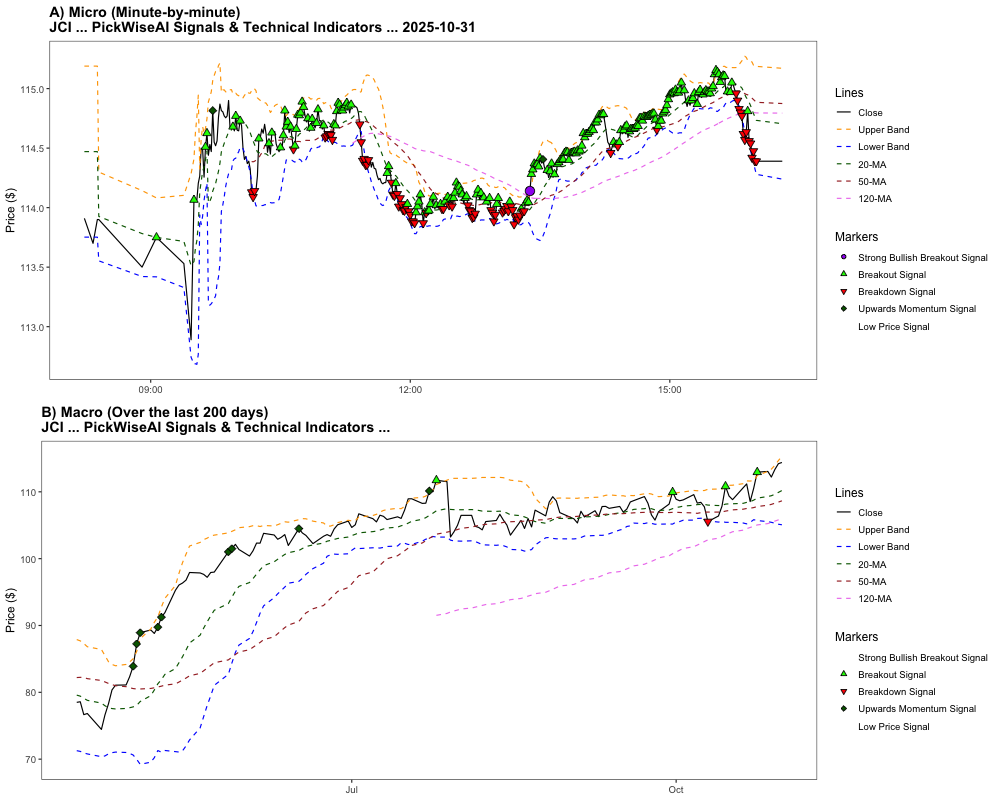 A) Micro (Minute-by-minute)
JCI ... PickWiseAI Signals & Technical Indicators ... 2025-10-31
Price ($)
115.0
114.5
114.0
113.5
113.0
09:00
12:00
15:00
Lines
Close
Upper Band
Lower Band
20-MA
50-MA
120-MA
Markers
Strong Bullish Breakout Signal
Breakout Signal
Breakdown Signal
Upwards Momentum Signal
Low Price Signal
B) Macro (Over the last 200 days)
JCI ... PickWiseAI Signals & Technical Indicators ...
Price ($)
110
100
90
80
70
Jul
Oct
Lines
Close
Upper Band
Lower Band
20-MA
50-MA
120-MA
Markers
Strong Bullish Breakout Signal
Breakout Signal
Breakdown Signal
Upwards Momentum Signal
Low Price Signal